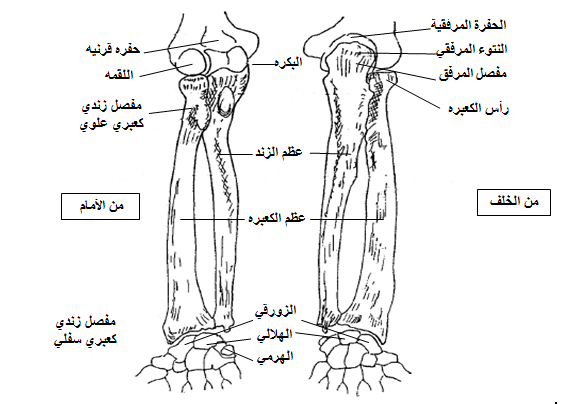 الحفرة المرفقية
النتوء المرفقي
مفصل المرفق
رأس الكعبره
حفره قرنيه
اللقمه
البكره
مفصل زندي
كعبري علوي
عظم الزند
من الخلف
من الأمام
عظم الكعبره
الزورقي
مفصل زندي
كعبري سفلي
الهلالي
الهرمي